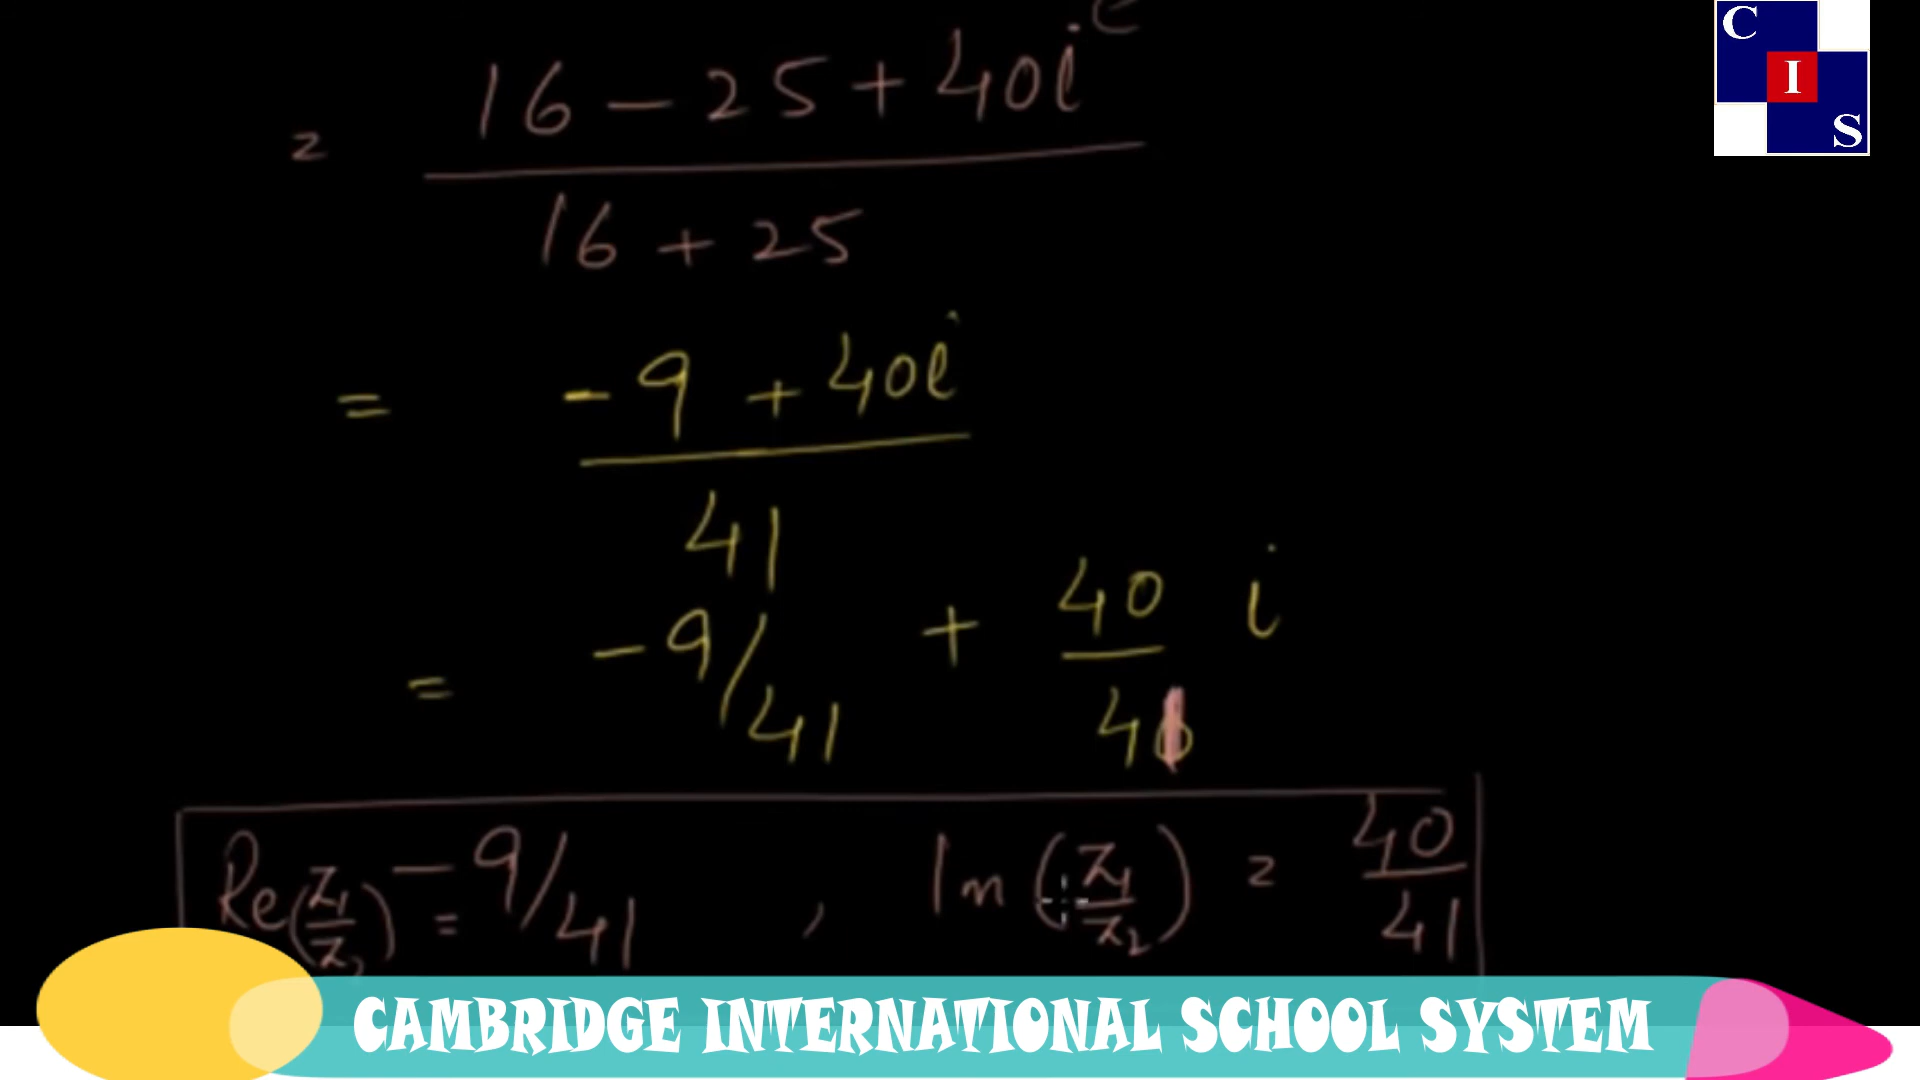 C
I
S
= 16 - 25 + 40i
16 + 25
= -9 + 40i
41
= -9/41 + 40/41 i
Re(z1/z2) = -9/41 , Im (z1/z2) = 40/41
CAMBRIDGE INTERNATIONAL SCHOOL SYSTEM